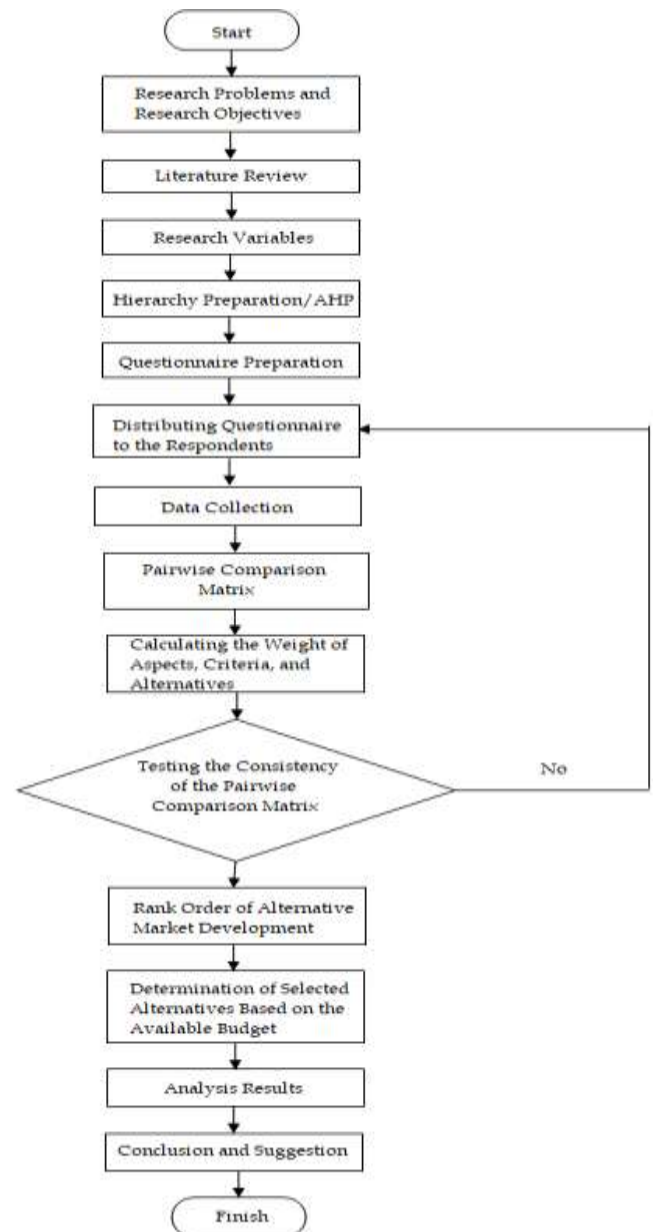 Start
Research Problems and
Research Objectives
Literature Review
Research Variables
Hierarchy Preparation/AHP
Questionnaire Preparation
Distributing Questionnaire
to the Respondents
Data Collection
Pairwise Comparison
Matrix
Calculating the Weight of
Aspects, Criteria, and
Alternatives
Testing the Consistency
of the Pairwise
Comparison Matrix
No
Rank Order of Alternative
Market Development
Determination of Selected
Alternatives Based on the
Available Budget
Analysis Results
Conclusion and Suggestion
Finish